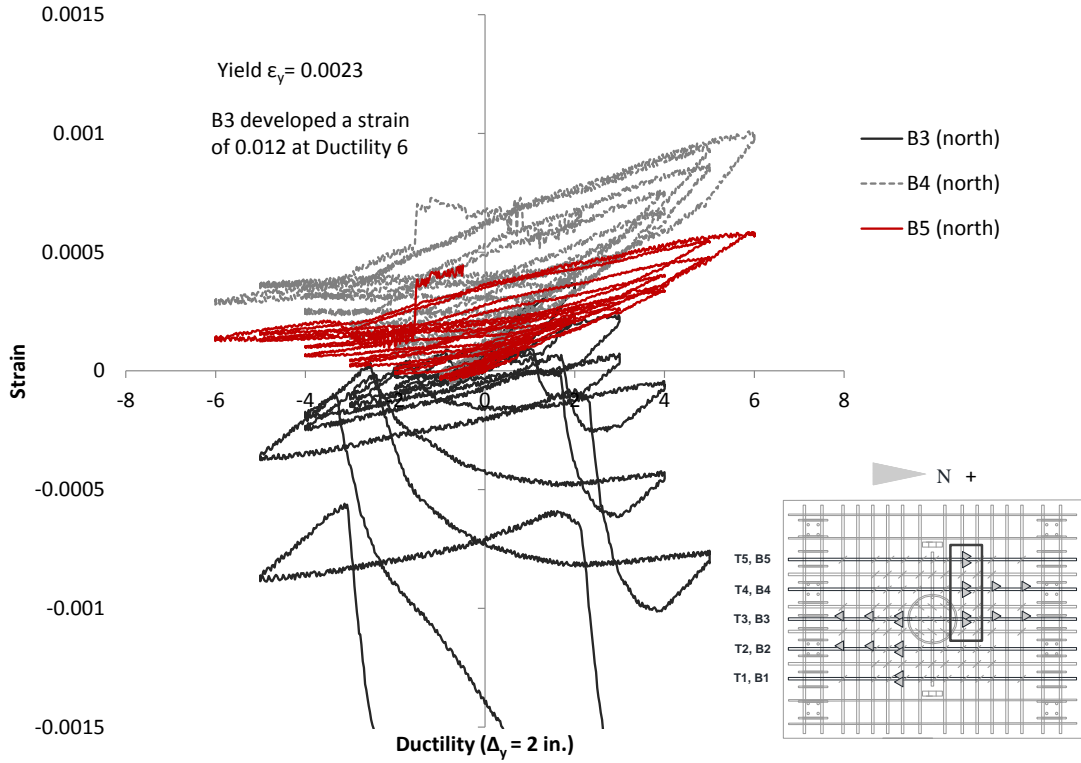 0.0015
Yield εy= 0.0023
B3 developed a strain
of 0.012 at Ductility 6
0.001
B3 (north)
B4 (north)
B5 (north)
0.0005
0
-8
-6
-4
-2
0
2
4
6
8
Strain
-0.0005
-0.001
-0.0015
Ductility (Δy = 2 in.)
N +
T5, B5
T4, B4
T3, B3
T2, B2
T1, B1